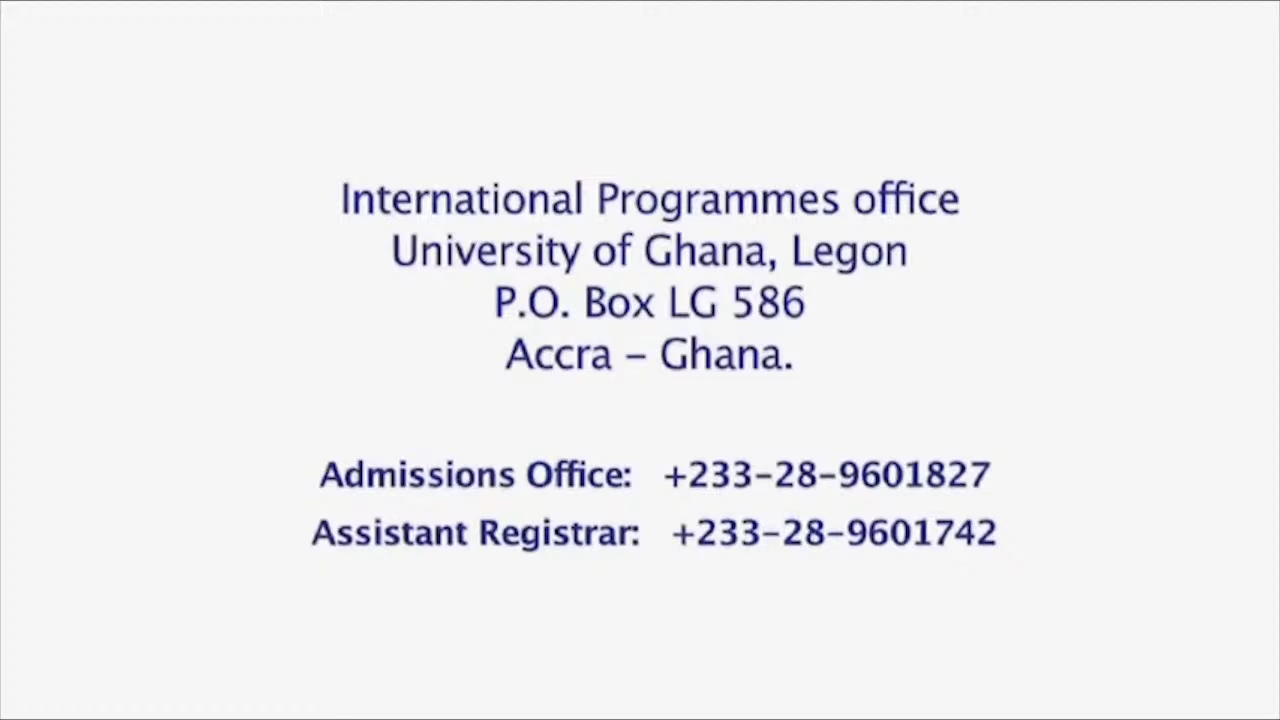 International Programmes office
University of Ghana, Legon
P.O. Box LG 586
Accra – Ghana.
Admissions Office: +233–28–9601827
Assistant Registrar: +233–28–9601742